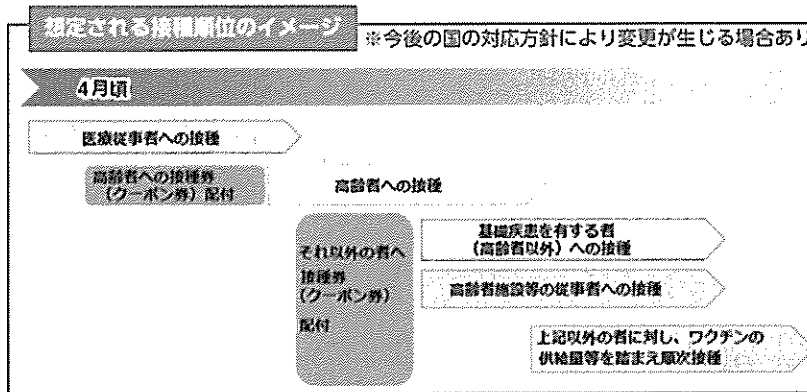 想定される接種順位のイメージ
※今後の国の対応方針により変更が生じる場合あり
4月頃
医療従事者への接種
高齢者への接種券
(クーポン券)配付
高齢者への接種
それ以外の者へ
接種券
(クーポン券)
配付
基礎疾患を有する者
(高齢者以外)への接種
高齢者施設等の従事者への接種
上記以外の者に対し、ワクチンの
供給量等を踏まえ順次接種